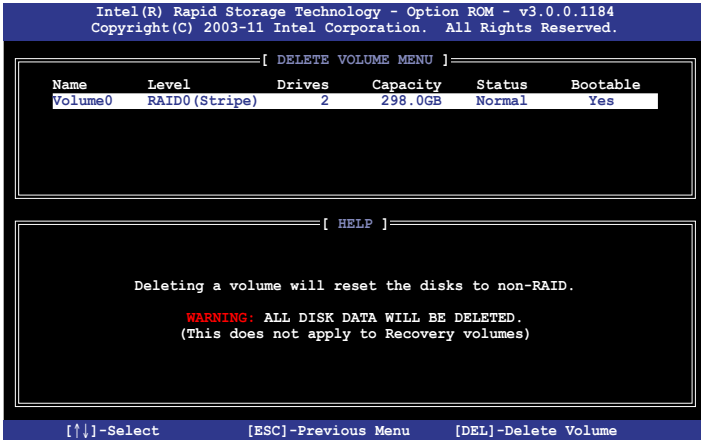 Intel(R) Rapid Storage Technology - Option ROM - v3.0.0.1184
Copyright(C) 2003-11 Intel Corporation. All Rights Reserved.
[ DELETE VOLUME MENU ]
Name Level Drives Capacity Status Bootable
Volume0 RAID0(Stripe) 2 298.0GB Normal Yes
[ HELP ]
Deleting a volume will reset the disks to non-RAID.
WARNING: ALL DISK DATA WILL BE DELETED.
(This does not apply to Recovery volumes)
[↑↓]-Select [ESC]-Previous Menu [DEL]-Delete Volume